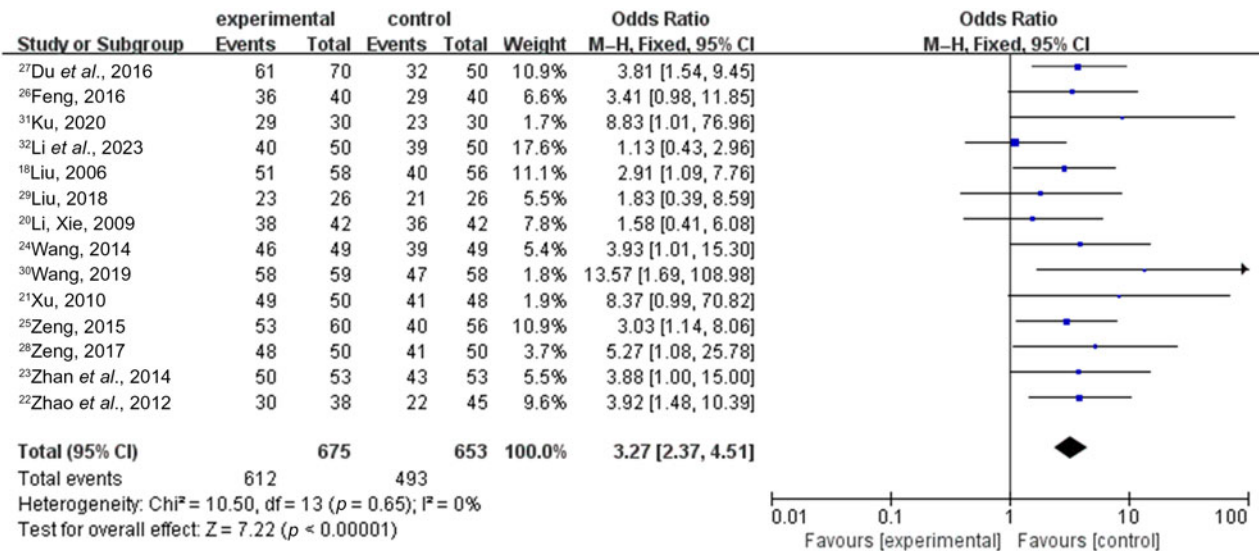 experimental control Odds Ratio Odds Ratio
Study or Subgroup Events Total Events Total Weight M–H, Fixed, 95% CI M–H, Fixed, 95% CI
²⁷Du et al., 2016 61 70 32 50 10.9% 3.81 [1.54, 9.45]
²⁶Feng, 2016 36 40 29 40 6.6% 3.41 [0.98, 11.85]
³¹Ku, 2020 29 30 23 30 1.7% 8.83 [1.01, 76.96]
³²Li et al., 2023 40 50 39 50 17.6% 1.13 [0.43, 2.96]
¹⁸Liu, 2006 51 58 40 56 11.1% 2.91 [1.09, 7.76]
²⁹Liu, 2018 23 26 21 26 5.5% 1.83 [0.39, 8.59]
²⁰Li, Xie, 2009 38 42 36 42 7.8% 1.58 [0.41, 6.08]
²⁴Wang, 2014 46 49 39 49 5.4% 3.93 [1.01, 15.30]
³⁰Wang, 2019 58 59 47 58 1.8% 13.57 [1.69, 108.98]
²¹Xu, 2010 49 50 41 48 1.9% 8.37 [0.99, 70.82]
²⁵Zeng, 2015 53 60 40 56 10.9% 3.03 [1.14, 8.06]
²⁸Zeng, 2017 48 50 41 50 3.7% 5.27 [1.08, 25.78]
²³Zhan et al., 2014 50 53 43 53 5.5% 3.88 [1.00, 15.00]
²²Zhao et al., 2012 30 38 22 45 9.6% 3.92 [1.48, 10.39]
Total (95% CI) 675 653 100.0% 3.27 [2.37, 4.51]
Total events 612 493
Heterogeneity: Chi² = 10.50, df = 13 (p = 0.65); I² = 0%
Test for overall effect: Z = 7.22 (p < 0.00001)
0.01 0.1 1 10 100
Favours [experimental] Favours [control]